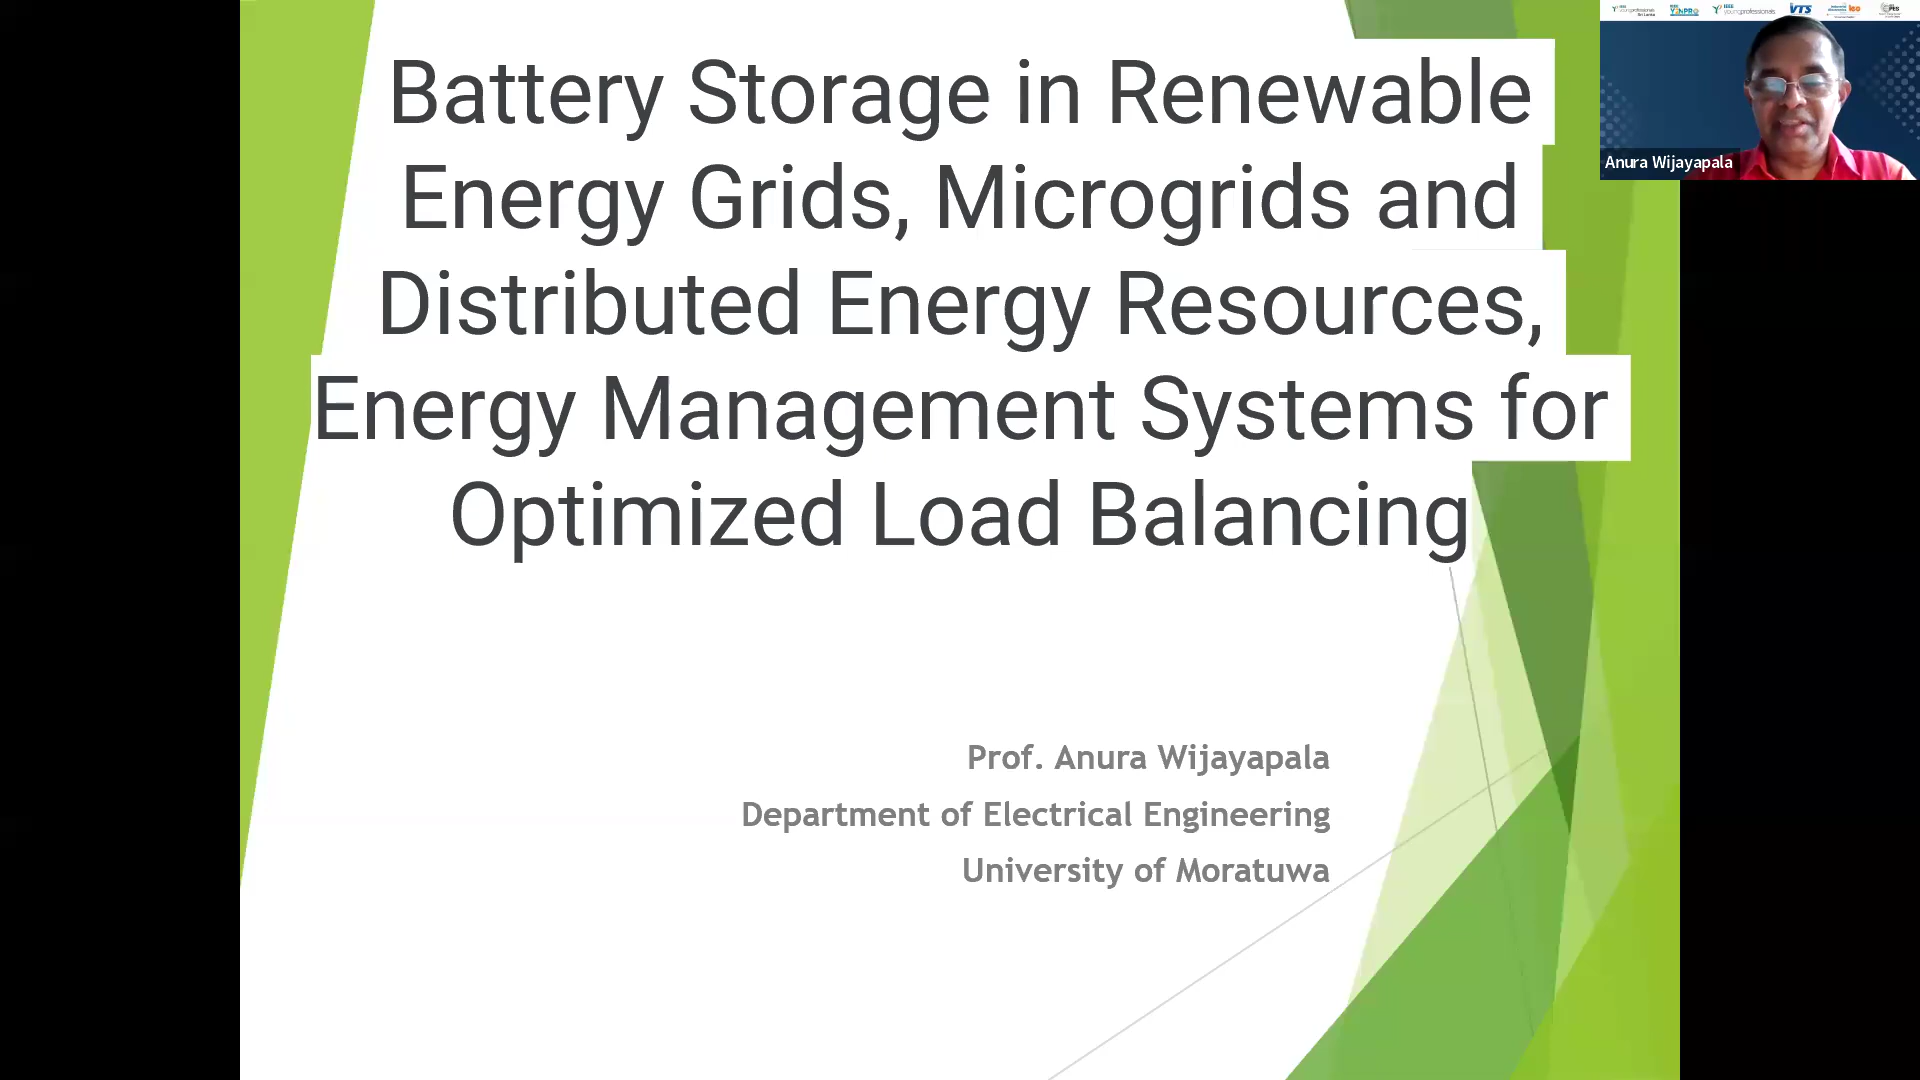 Battery Storage in Renewable
Energy Grids, Microgrids and
Distributed Energy Resources,
Energy Management Systems for
Optimized Load Balancing
Prof. Anura Wijayapala
Department of Electrical Engineering
University of Moratuwa
VTS
Anura Wijayapala